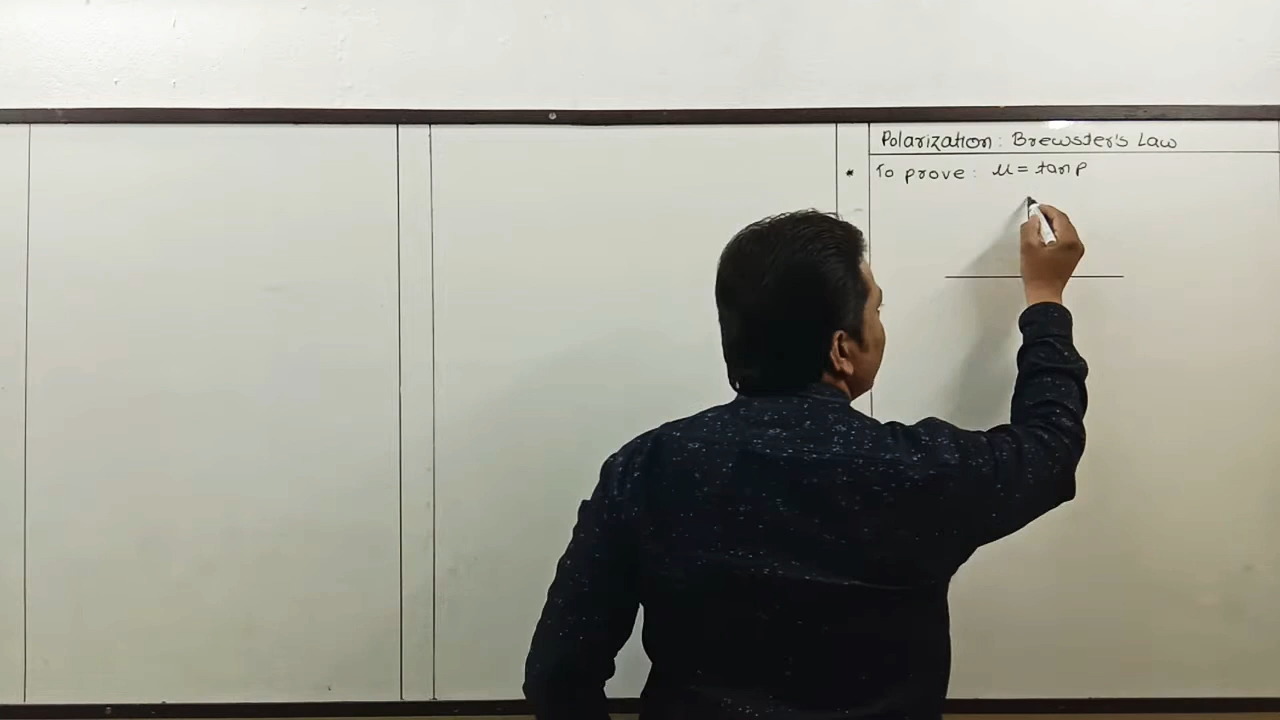 Polarization: Brewster's Law
* To prove: μ = tan p